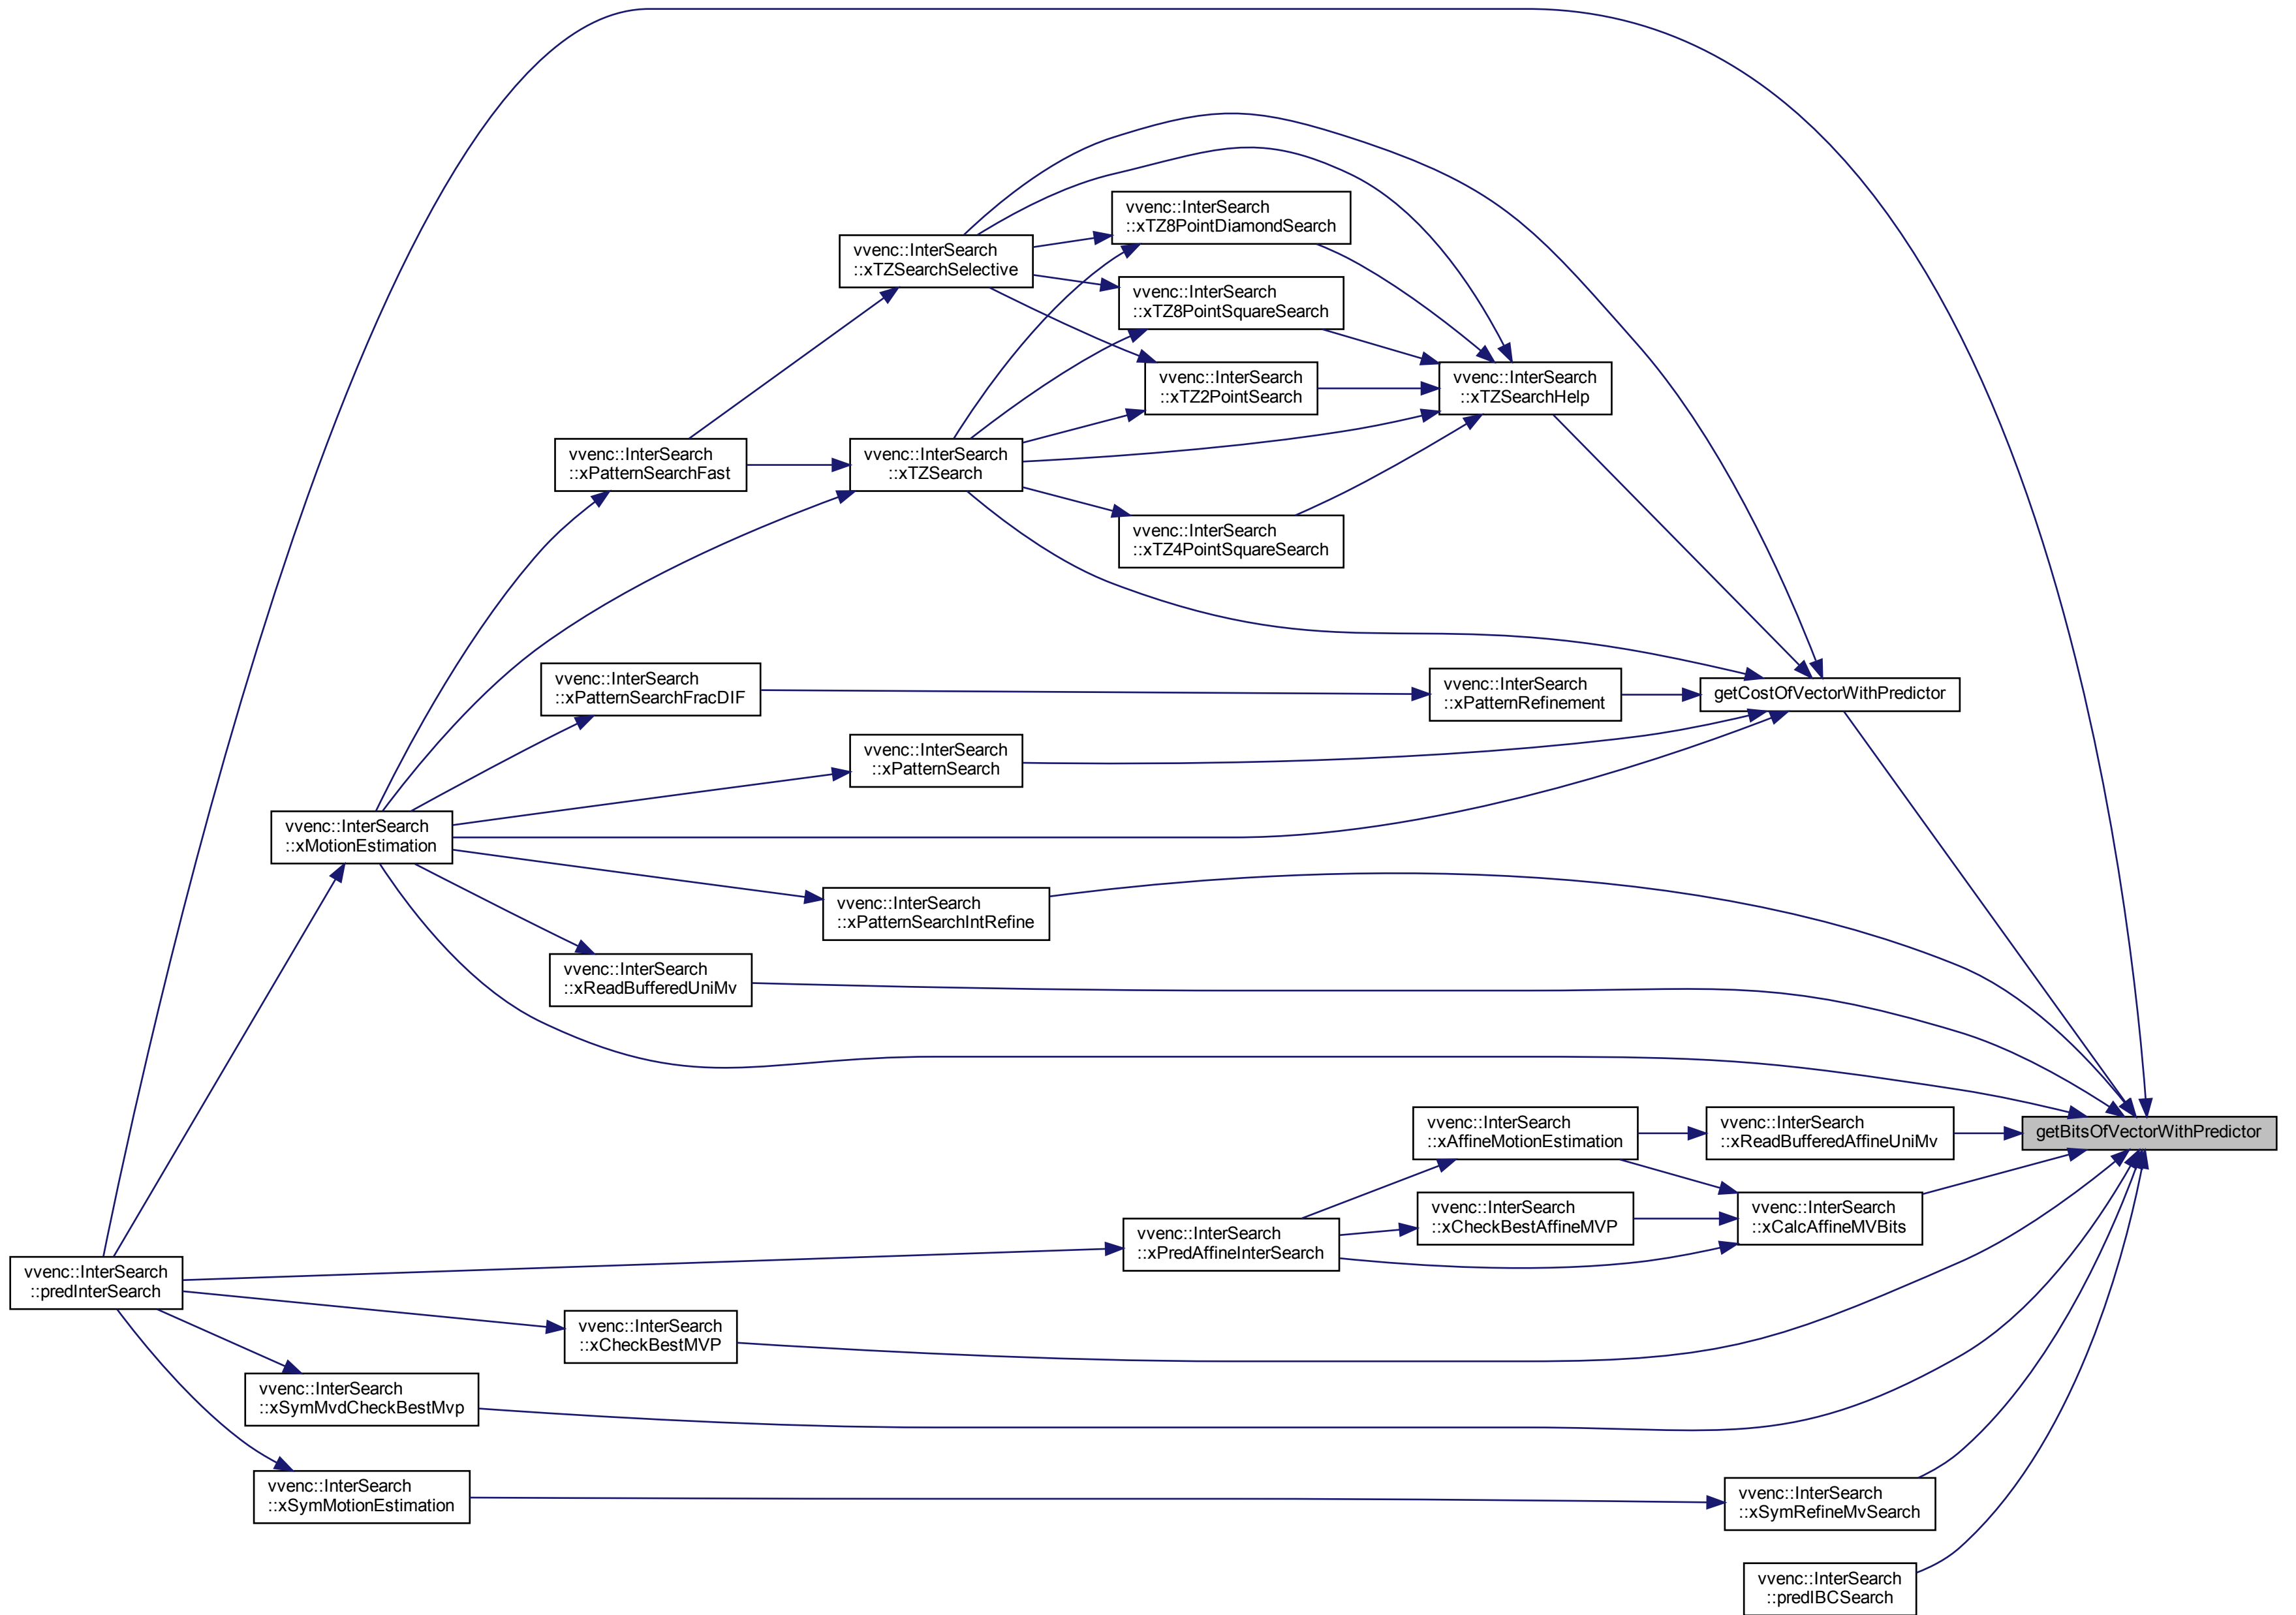 vvenc::InterSearch
::xTZ8PointDiamondSearch
vvenc::InterSearch
::xTZSearchSelective
vvenc::InterSearch
::xTZ8PointSquareSearch
vvenc::InterSearch
::xTZ2PointSearch
vvenc::InterSearch
::xTZSearchHelp
vvenc::InterSearch
::xPatternSearchFast
vvenc::InterSearch
::xTZSearch
vvenc::InterSearch
::xTZ4PointSquareSearch
vvenc::InterSearch
::xPatternSearchFracDIF
vvenc::InterSearch
::xPatternRefinement
getCostOfVectorWithPredictor
vvenc::InterSearch
::xPatternSearch
vvenc::InterSearch
::xMotionEstimation
vvenc::InterSearch
::xPatternSearchIntRefine
vvenc::InterSearch
::xReadBufferedUniMv
vvenc::InterSearch
::xAffineMotionEstimation
vvenc::InterSearch
::xReadBufferedAffineUniMv
getBitsOfVectorWithPredictor
vvenc::InterSearch
::xCheckBestAffineMVP
vvenc::InterSearch
::xCalcAffineMVBits
vvenc::InterSearch
::xPredAffineInterSearch
vvenc::InterSearch
::predInterSearch
vvenc::InterSearch
::xCheckBestMVP
vvenc::InterSearch
::xSymMvdCheckBestMvp
vvenc::InterSearch
::xSymMotionEstimation
vvenc::InterSearch
::xSymRefineMvSearch
vvenc::InterSearch
::predIBCSearch